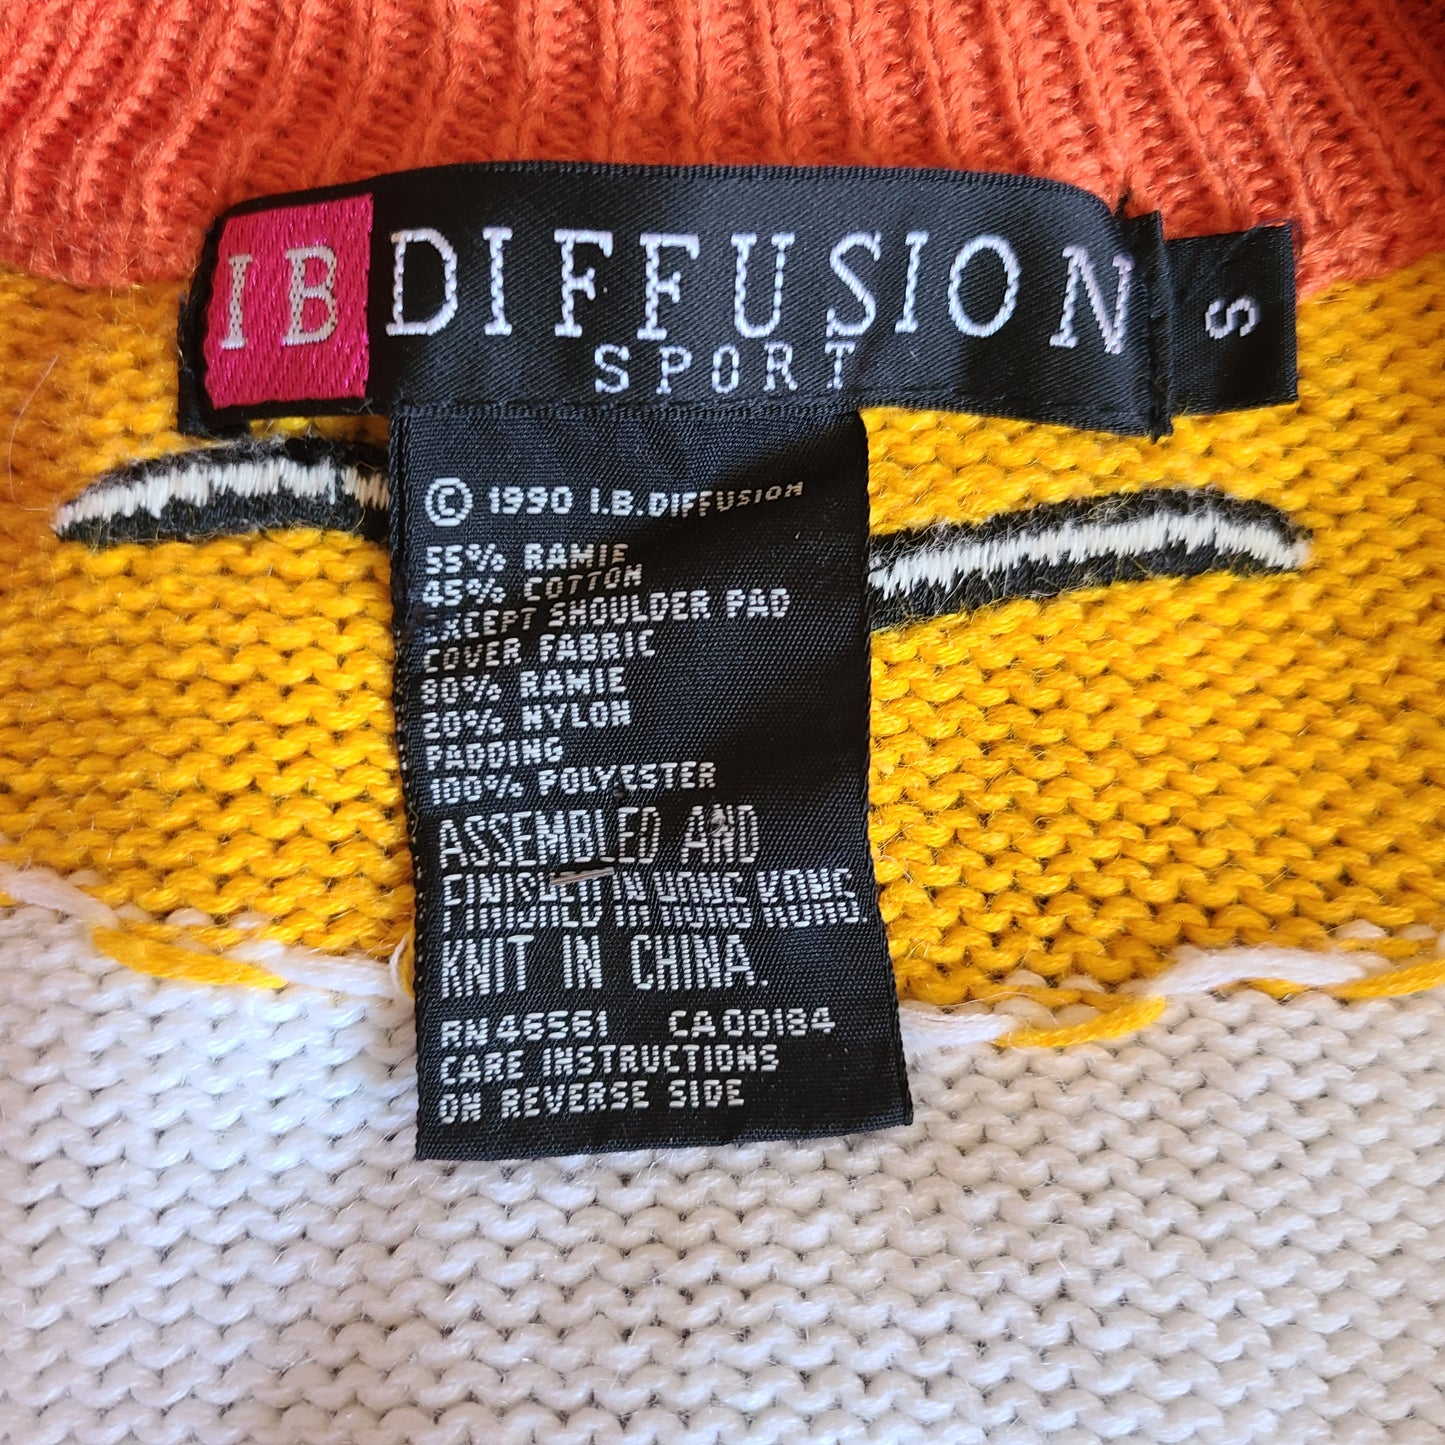 IB DIFFUSION
SPORT
S
© 1990 I.B. DIFFUSION
55% RAMIE
45% COTTON
EXCEPT SHOULDER PAD
COVER FABRIC
80% RAMIE
20% NYLON
PADDING
100% POLYESTER
ASSEMBLED AND
FINISHED IN HONG KONG.
KNIT IN CHINA.
RN46561 CA00184
CARE INSTRUCTIONS
ON REVERSE SIDE